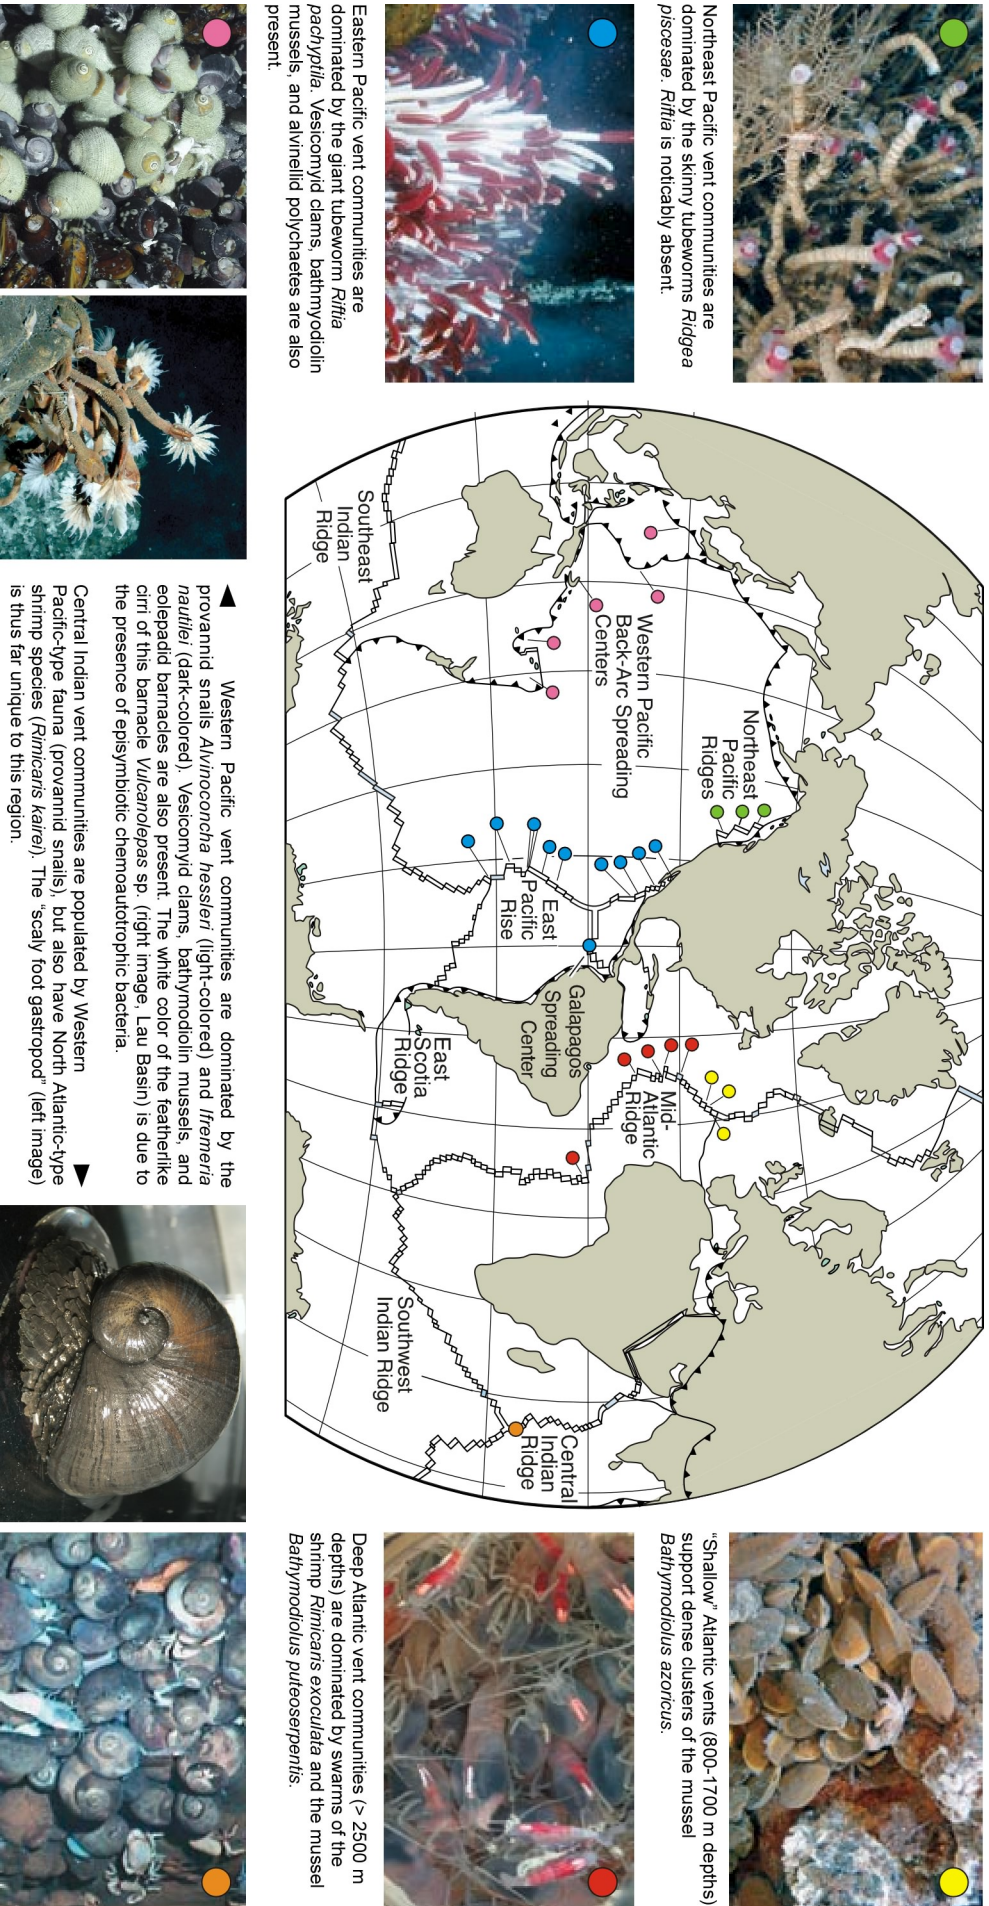 Northeast Pacific vent communities are
dominated by the skinny tubeworms Ridgea
piscesae. Riftia is noticably absent.
Eastern Pacific vent communities are
dominated by the giant tubeworm Riftia
pachyptila. Vesicomyid clams, bathmyodiolin
mussels, and alvinellid polychaetes are also
present.
Northeast
Pacific
Ridges
Western Pacific
Back-Arc Spreading
Centers
Southeast
Indian
Ridge
East
Pacific
Rise
Galapagos
Spreading
Center
East
Scotia
Ridge
Mid-
Atlantic
Ridge
Southwest
Indian Ridge
Central
Indian
Ridge
"Shallow" Atlantic vents (800-1700 m depths)
support dense clusters of the mussel
Bathymodiolus azoricus.
Deep Atlantic vent communities (> 2500 m
depths) are dominated by swarms of the
shrimp Rimicaris exoculata and the mussel
Bathymodiolus puteoserpentis.
Western Pacific vent communities are dominated by the
provannid snails Alvinoconcha hessleri (light-colored) and Ifremeria
nautilei (dark-colored). Vesicomyid clams, bathymodiolin mussels, and
eolepadid barnacles are also present. The white color of the featherlike
cirri of this barnacle Vulcanolepas sp. (right image, Lau Basin) is due to
the presence of episymbiotic chemoautotrophic bacteria.
Central Indian vent communities are populated by Western
Pacific-type fauna (provannid snails), but also have North Atlantic-type
shrimp species (Rimicaris kairei). The "scaly foot gastropod" (left image)
is thus far unique to this region.